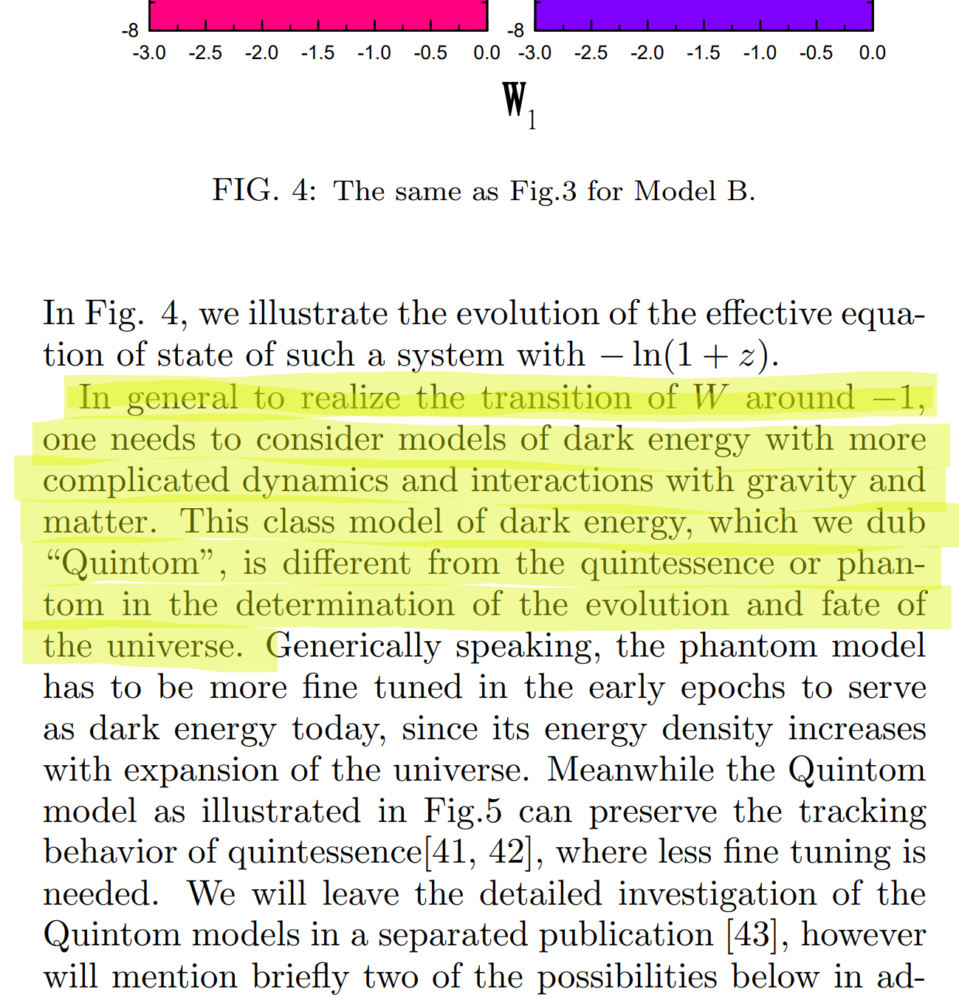 -8 -8
-3.0 -2.5 -2.0 -1.5 -1.0 -0.5 0.0 -3.0 -2.5 -2.0 -1.5 -1.0 -0.5 0.0
W1
FIG. 4: The same as Fig.3 for Model B.
In Fig. 4, we illustrate the evolution of the effective equa-
tion of state of such a system with − ln(1 + z).
In general to realize the transition of W around −1,
one needs to consider models of dark energy with more
complicated dynamics and interactions with gravity and
matter. This class model of dark energy, which we dub
“Quintom”, is different from the quintessence or phan-
tom in the determination of the evolution and fate of
the universe. Generically speaking, the phantom model
has to be more fine tuned in the early epochs to serve
as dark energy today, since its energy density increases
with expansion of the universe. Meanwhile the Quintom
model as illustrated in Fig.5 can preserve the tracking
behavior of quintessence[41, 42], where less fine tuning is
needed. We will leave the detailed investigation of the
Quintom models in a separated publication [43], however
will mention briefly two of the possibilities below in ad-